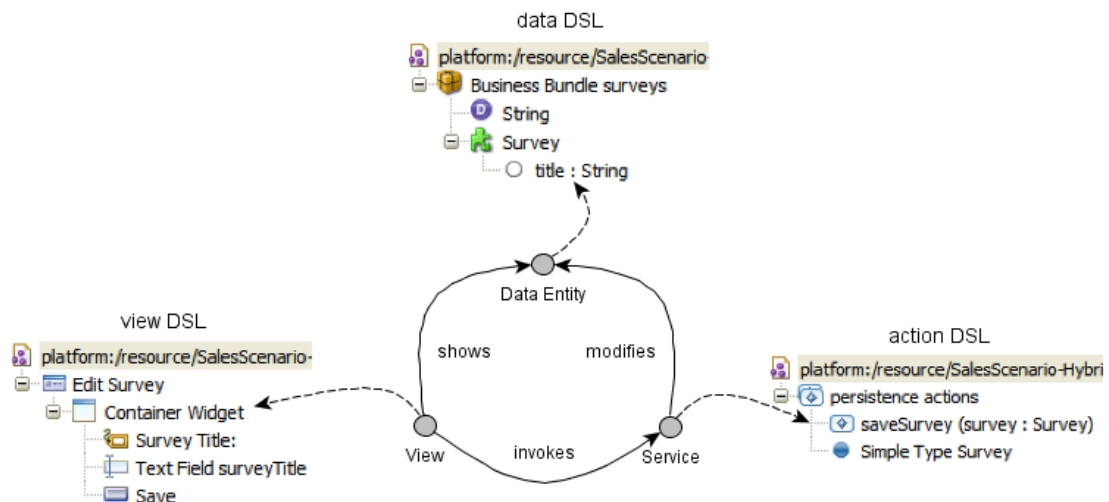 data DSL
platform:/resource/SalesScenario-
Business Bundle surveys
D String
Survey
title : String
Data Entity
view DSL
platform:/resource/SalesScenario-
Edit Survey
Container Widget
Survey Title:
Text Field surveyTitle
Save
shows
modifies
View
invokes
Service
action DSL
platform:/resource/SalesScenario-Hybri
persistence actions
saveSurvey (survey : Survey)
Simple Type Survey